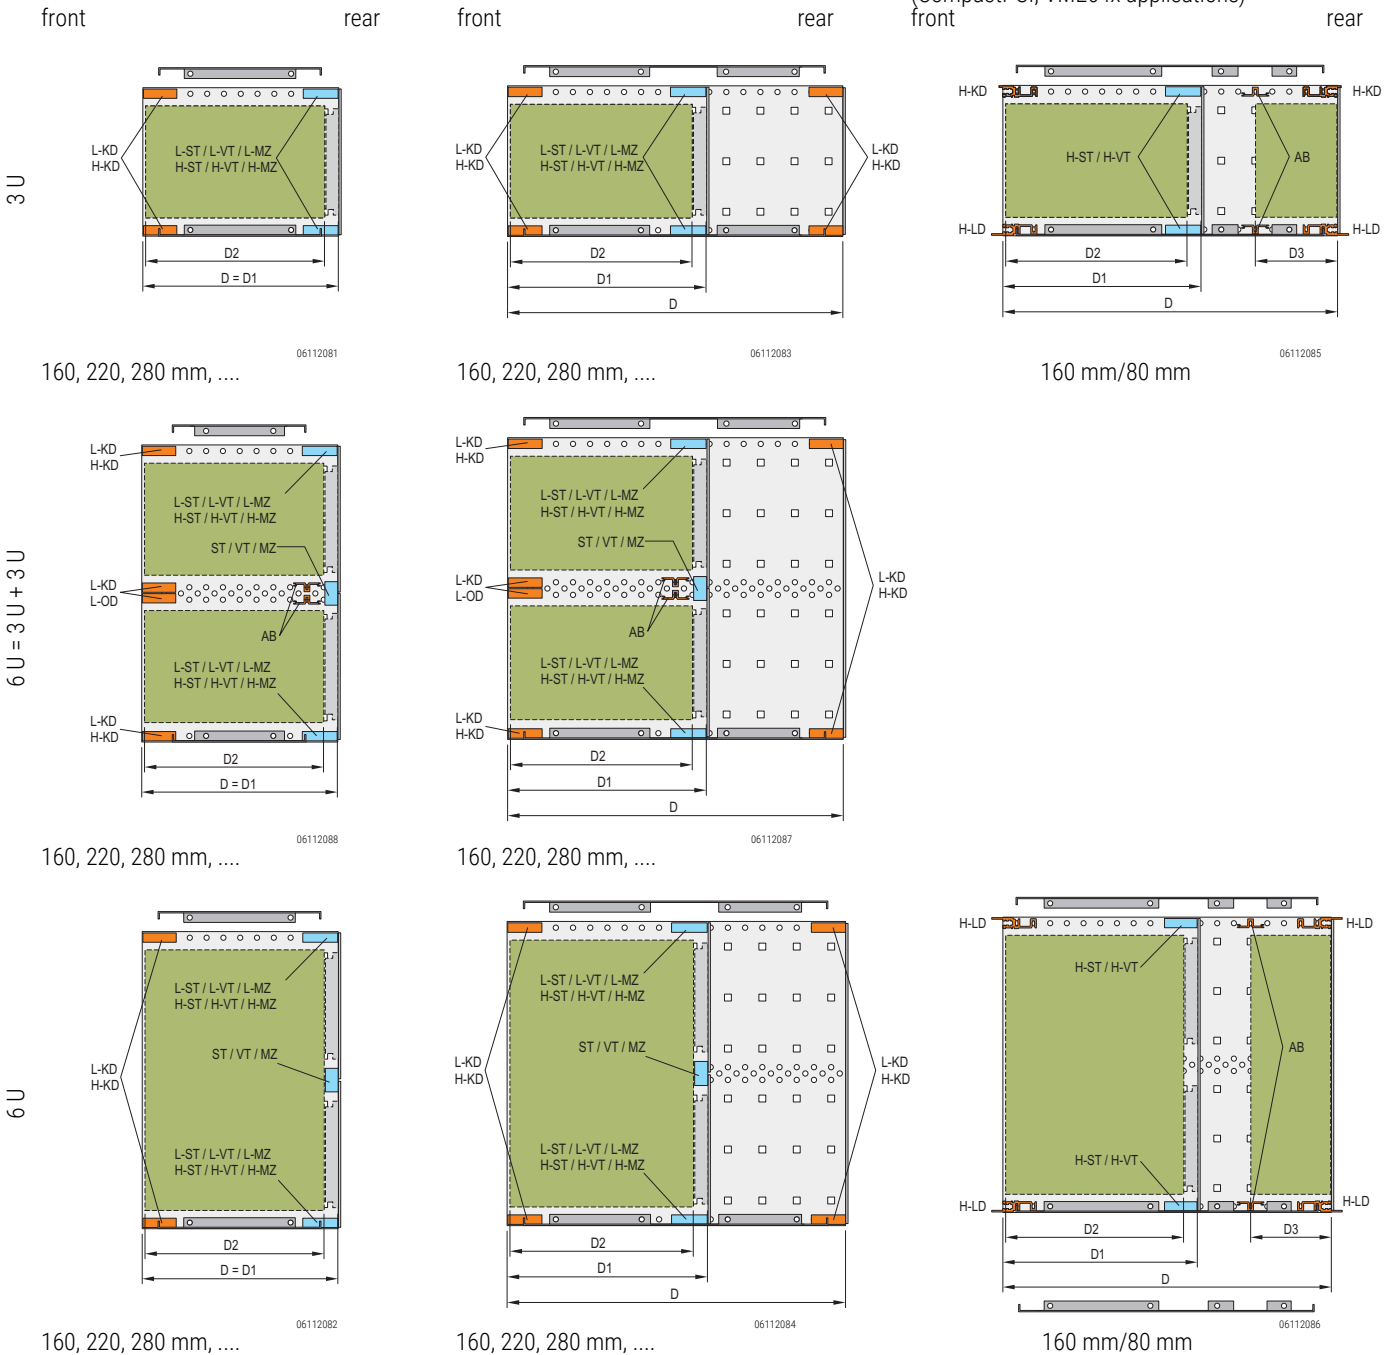 (CompactPCI, VME64x applications)
front rear front rear front rear
3 U
L-KD
H-KD
L-ST / L-VT / L-MZ
H-ST / H-VT / H-MZ
D2
D = D1
06112081
160, 220, 280 mm, ....
L-KD
H-KD
L-ST / L-VT / L-MZ
H-ST / H-VT / H-MZ
L-KD
H-KD
D2
D1
D
06112083
160, 220, 280 mm, ....
H-KD
H-KD
H-ST / H-VT
AB
H-LD
H-LD
D2
D3
D1
D
06112085
160 mm/80 mm
6 U = 3 U + 3 U
L-KD
H-KD
L-ST / L-VT / L-MZ
H-ST / H-VT / H-MZ
ST / VT / MZ
L-KD
L-OD
AB
L-ST / L-VT / L-MZ
H-ST / H-VT / H-MZ
L-KD
H-KD
D2
D = D1
06112088
160, 220, 280 mm, ....
L-KD
H-KD
L-ST / L-VT / L-MZ
H-ST / H-VT / H-MZ
ST / VT / MZ
L-KD
L-OD
L-KD
H-KD
AB
L-ST / L-VT / L-MZ
H-ST / H-VT / H-MZ
L-KD
H-KD
D2
D1
D
06112087
160, 220, 280 mm, ....
6 U
L-ST / L-VT / L-MZ
H-ST / H-VT / H-MZ
ST / VT / MZ
L-KD
H-KD
L-ST / L-VT / L-MZ
H-ST / H-VT / H-MZ
D2
D = D1
06112082
160, 220, 280 mm, ....
L-ST / L-VT / L-MZ
H-ST / H-VT / H-MZ
ST / VT / MZ
L-KD
H-KD
L-KD
H-KD
L-ST / L-VT / L-MZ
H-ST / H-VT / H-MZ
D2
D1
D
06112084
160, 220, 280 mm, ....
H-LD
H-LD
H-ST / H-VT
AB
H-ST / H-VT
H-LD
H-LD
D2
D3
D1
D
06112086
160 mm/80 mm